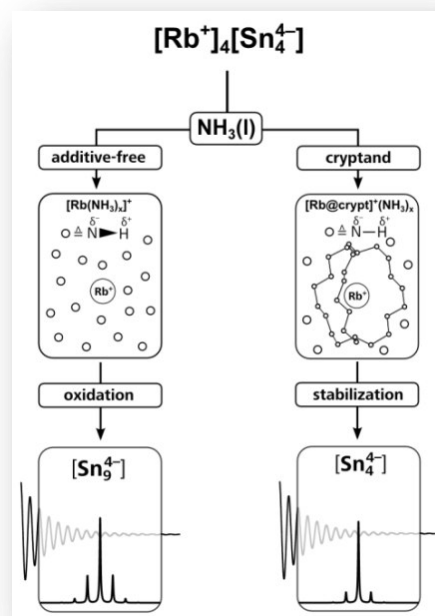 [Rb⁺]₄[Sn₄⁴⁻]
NH₃(l)
additive-free
cryptand
[Rb(NH₃)ₓ]⁺
[Rb@crypt]⁺(NH₃)ₓ
δ⁻ δ⁺
≙ N H
δ⁻ δ⁺
≙ N — H
Rb⁺
Rb⁺
oxidation
stabilization
[Sn₉⁴⁻]
[Sn₄⁴⁻]